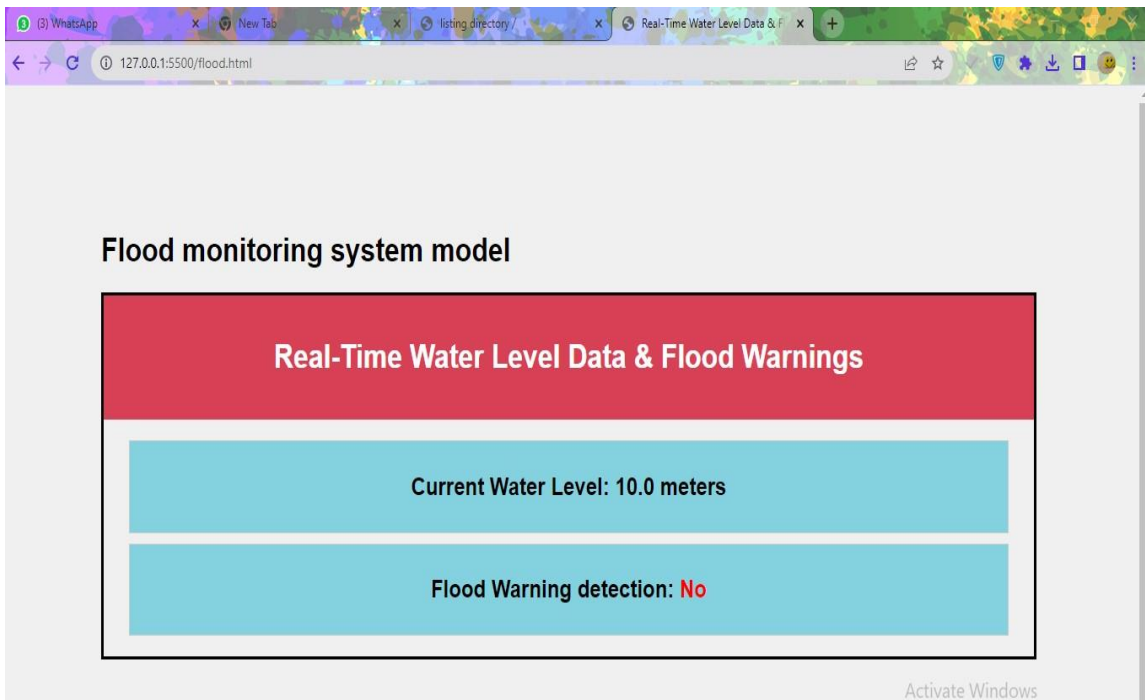 (3) WhatsApp
New Tab
listing directory /
Real-Time Water Level Data & F
127.0.0.1:5500/flood.html
Flood monitoring system model
Real-Time Water Level Data & Flood Warnings
Current Water Level: 10.0 meters
Flood Warning detection: No
Activate Windows